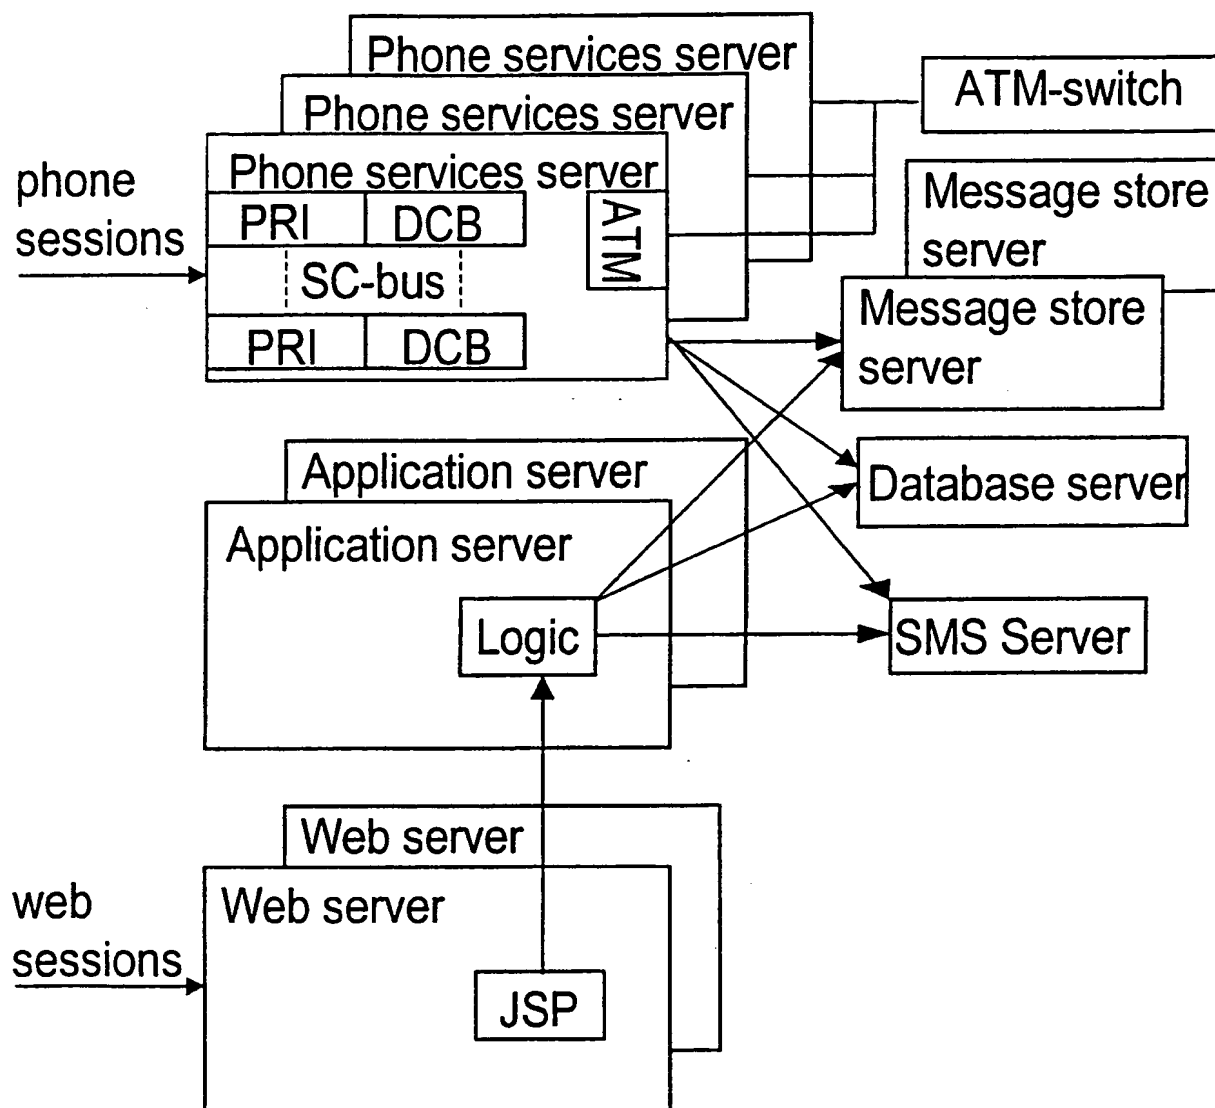 Phone services server
ATM-switch
Phone services server
Phone services server
phone
sessions
PRI
DCB
ATM
SC-bus
PRI
DCB
Message store
server
Message store
server
Application server
Database server
Application server
Logic
SMS Server
Web server
web
sessions
Web server
JSP